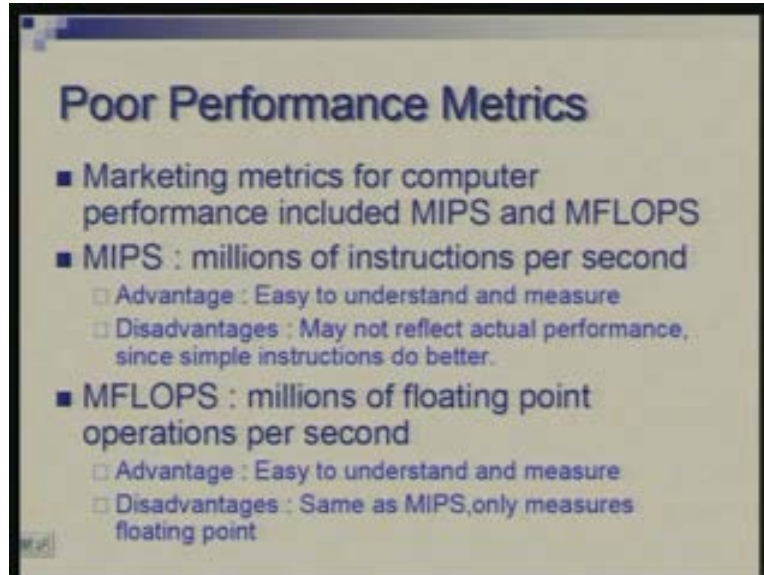 Poor Performance Metrics
Marketing metrics for computer
performance included MIPS and MFLOPS
MIPS : millions of instructions per second
Advantage : Easy to understand and measure
Disadvantages : May not reflect actual performance,
since simple instructions do better.
MFLOPS : millions of floating point
operations per second
Advantage : Easy to understand and measure
Disadvantages : Same as MIPS,only measures
floating point